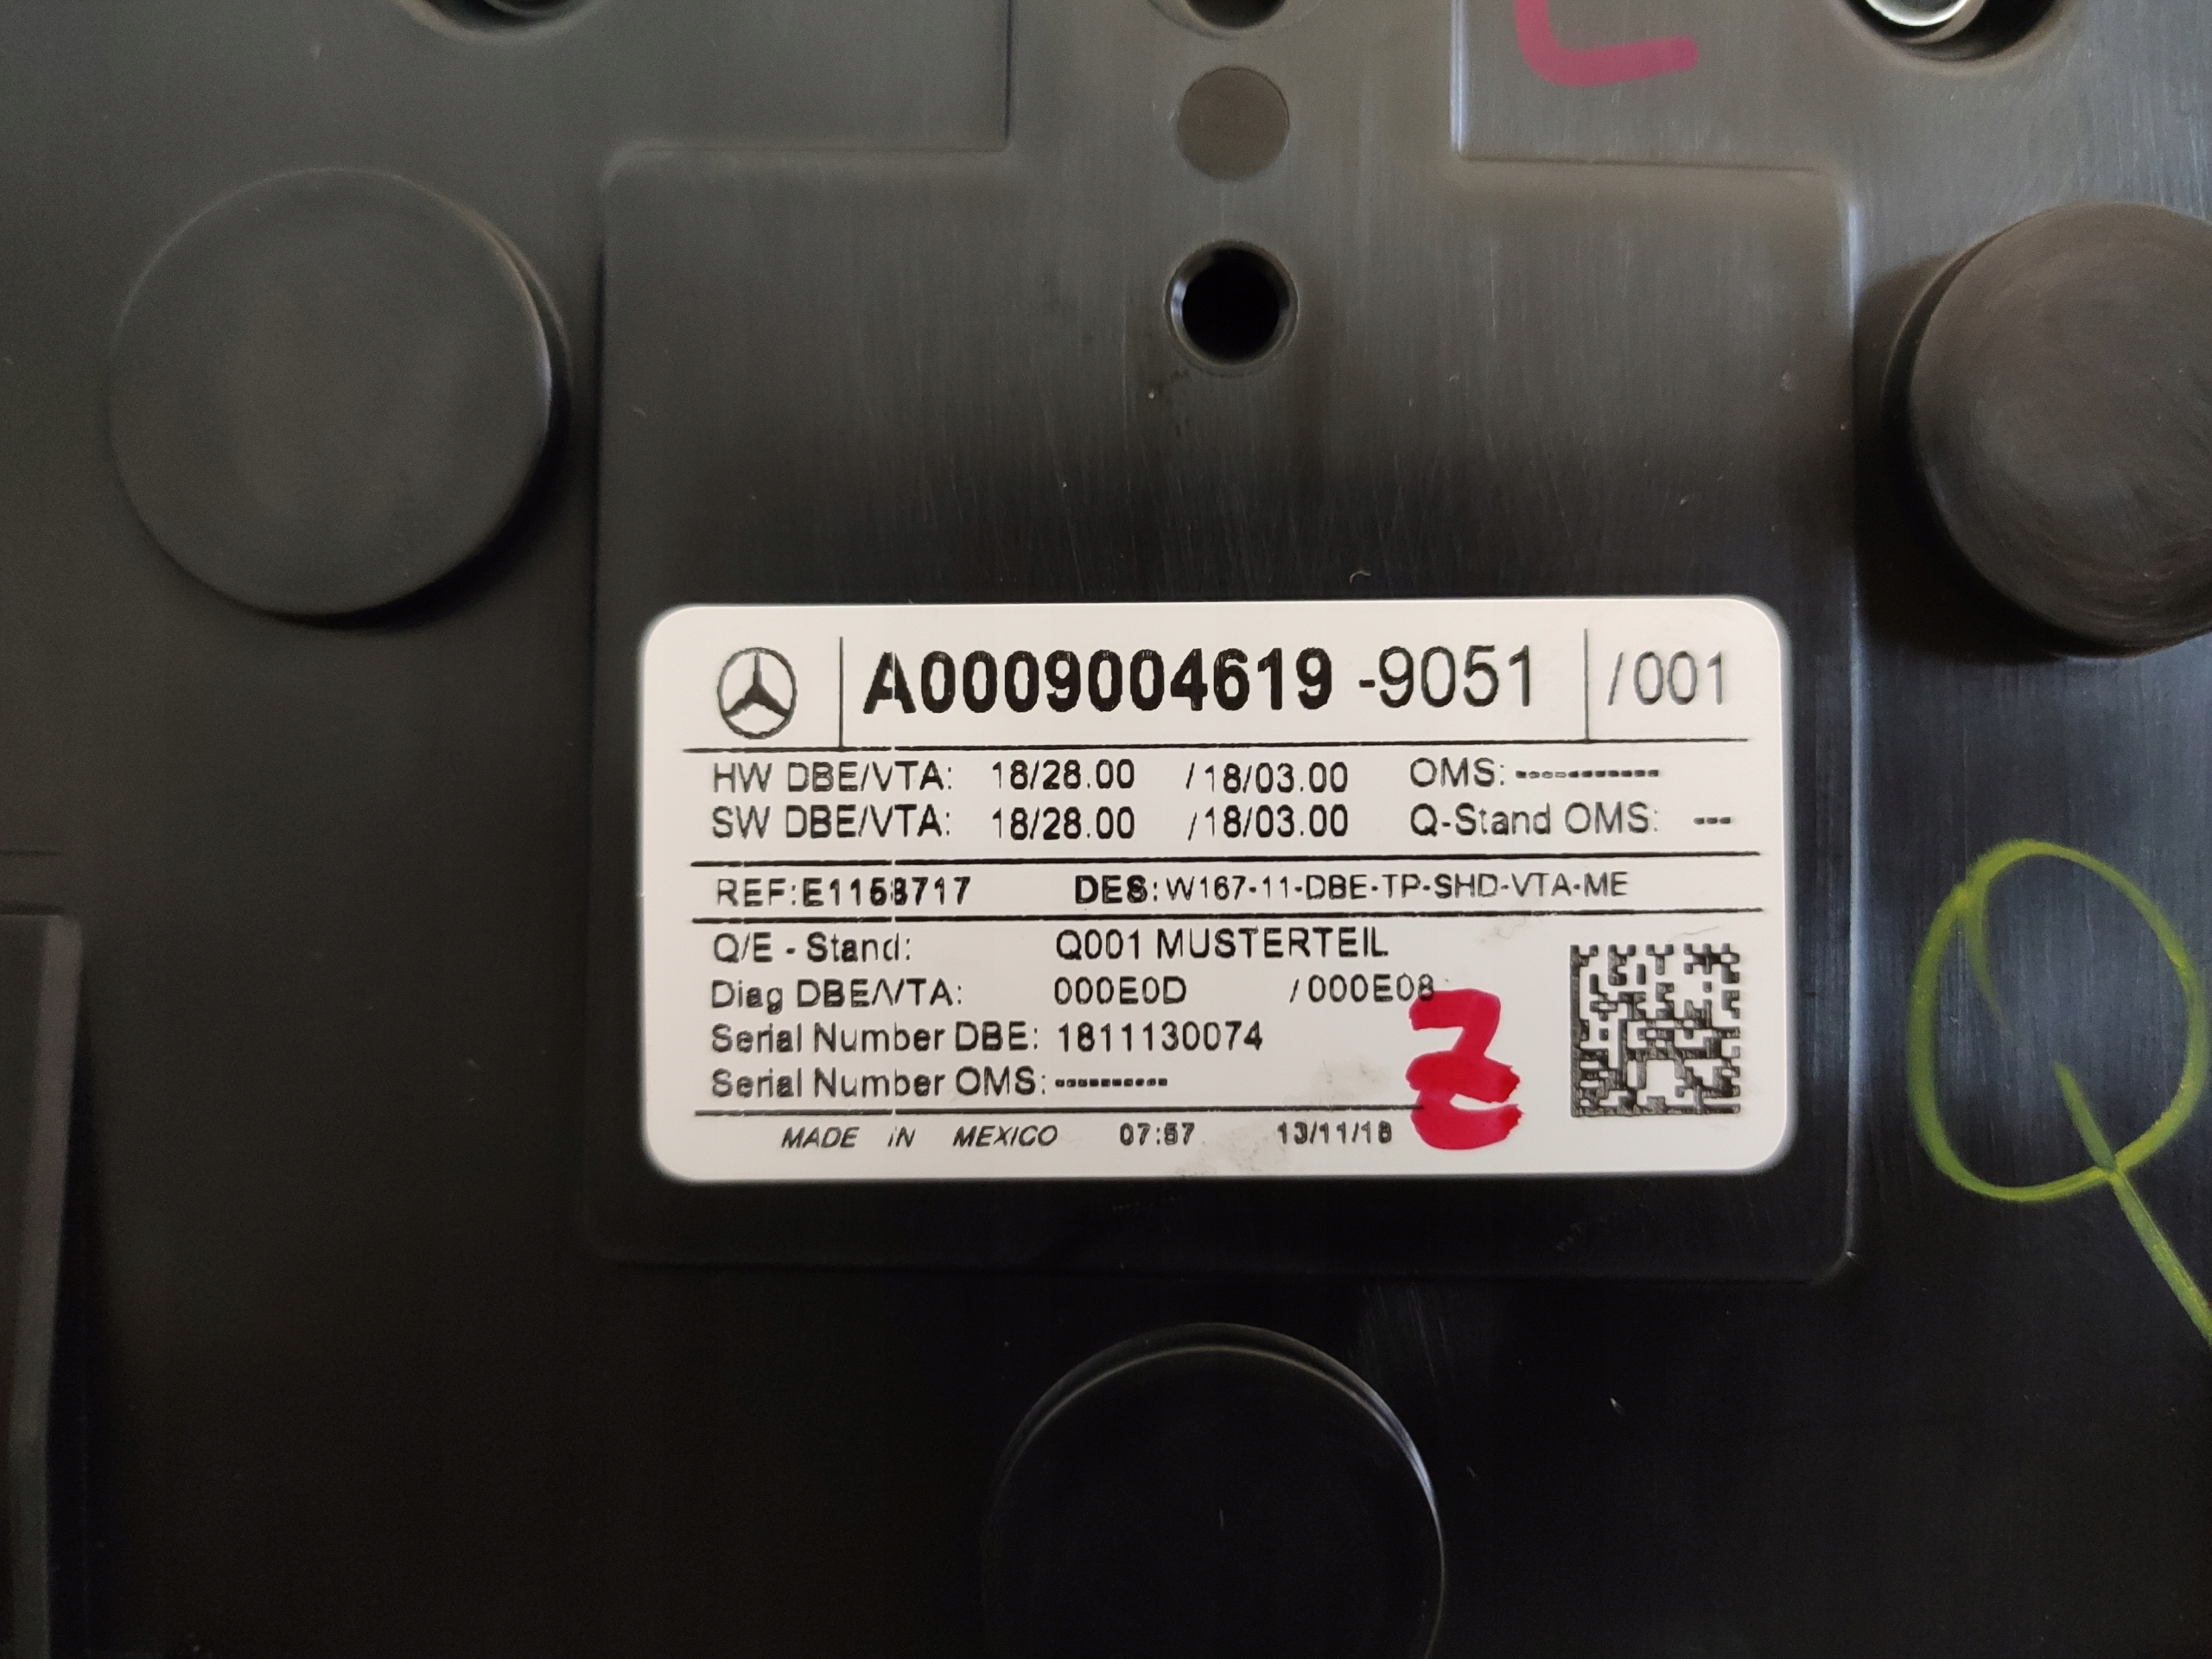 A0009004619 -9051 /001
HW DBE/VTA: 18/28.00 /18/03.00 OMS: -----------
SW DBE/VTA: 18/28.00 /18/03.00 Q-Stand OMS: ---
REF:E1158717 DES: W167-11-DBE-TP-SHD-VTA-ME
Q/E - Stand: Q001 MUSTERTEIL
Diag DBE/VTA: 000E0D /000E08
Serial Number DBE: 1811130074
Serial Number OMS: ----------
MADE IN MEXICO 07:57 13/11/18
Q